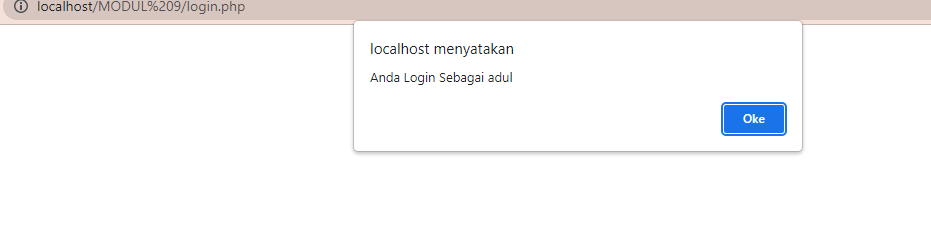 localhost/MODUL%209/login.php
localhost menyatakan
Anda Login Sebagai adul
Oke